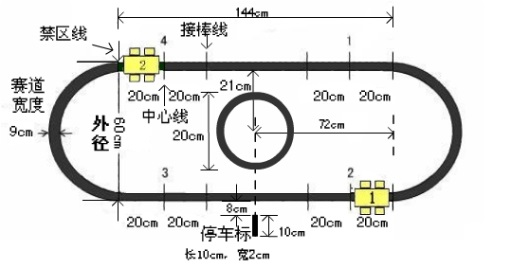 144cm
禁区线
4
接棒线
1
2
21cm
赛道
宽度
20cm
20cm
20cm
20cm
中心线
9cm
外
径
60cm
20cm
72cm
3
2
1
8cm
20cm
20cm
20cm
20cm
停车标
10cm
长10cm，宽2cm